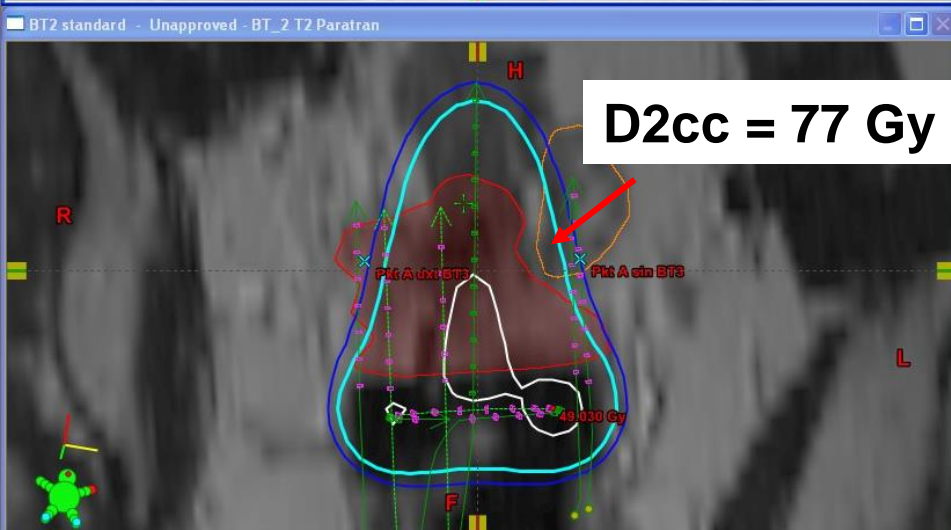 BT2 standard - Unapproved - BT_2 T2 Paratran
H
D2cc = 77 Gy
R
Pkt A dxt BT3
Pkt A sin BT3
L
49.030 Gy
F